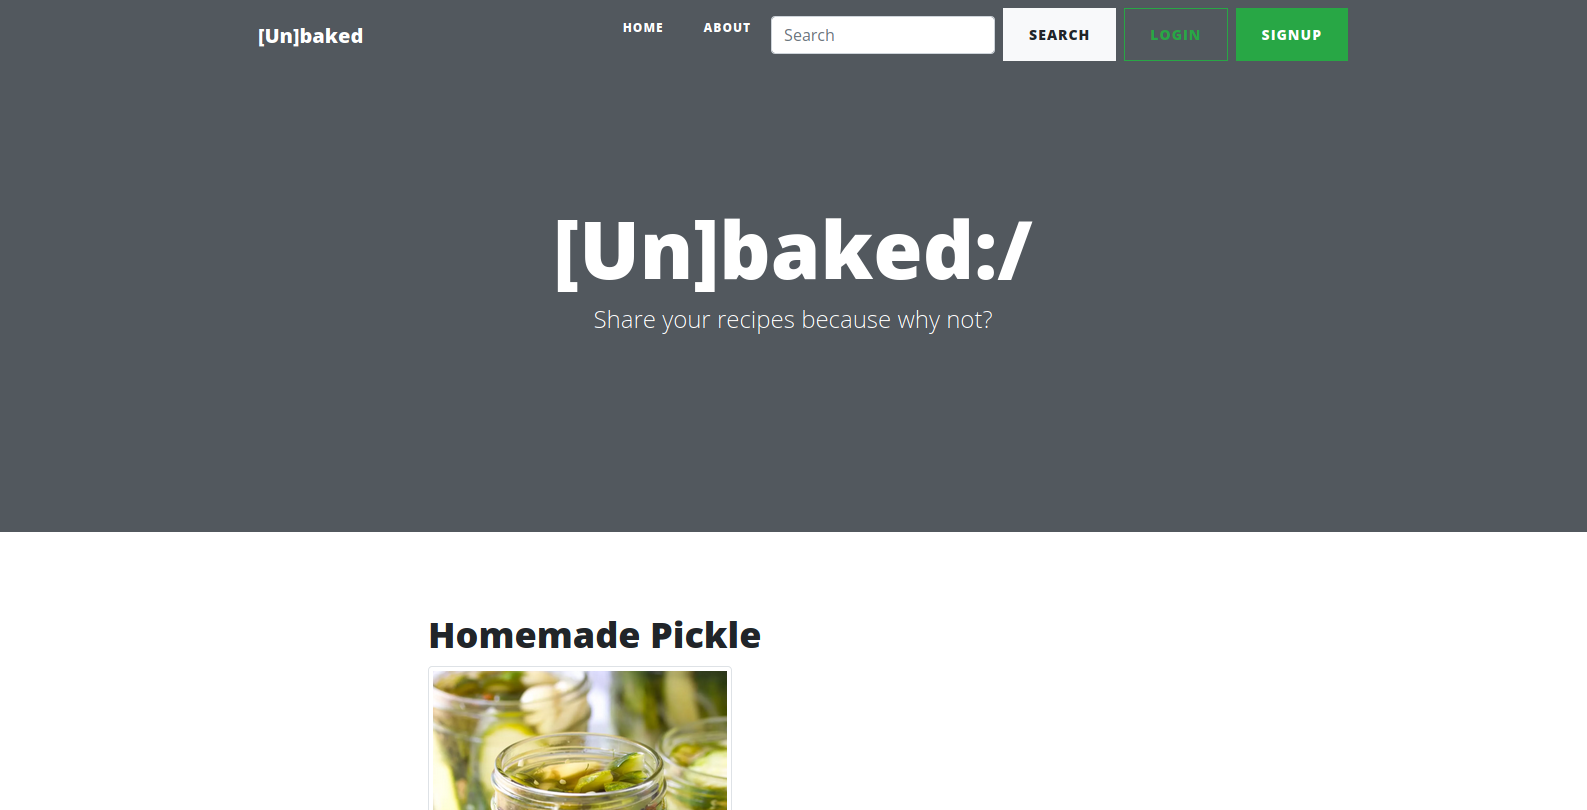 [Un]baked
HOME ABOUT Search SEARCH LOGIN SIGNUP
[Un]baked:/
Share your recipes because why not?
Homemade Pickle